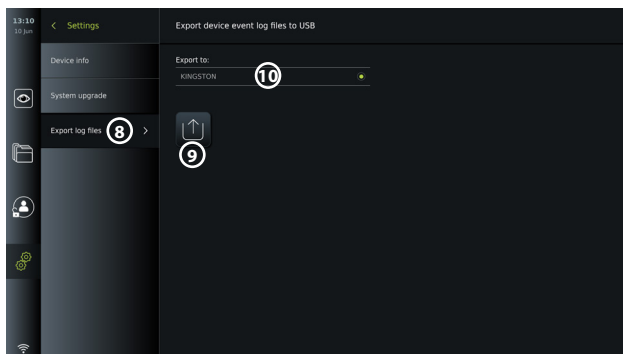 13:10
10 Jun
Settings
Export device event log files to USB
Device info
Export to:
KINGSTON
10
System upgrade
Export log files
8
9